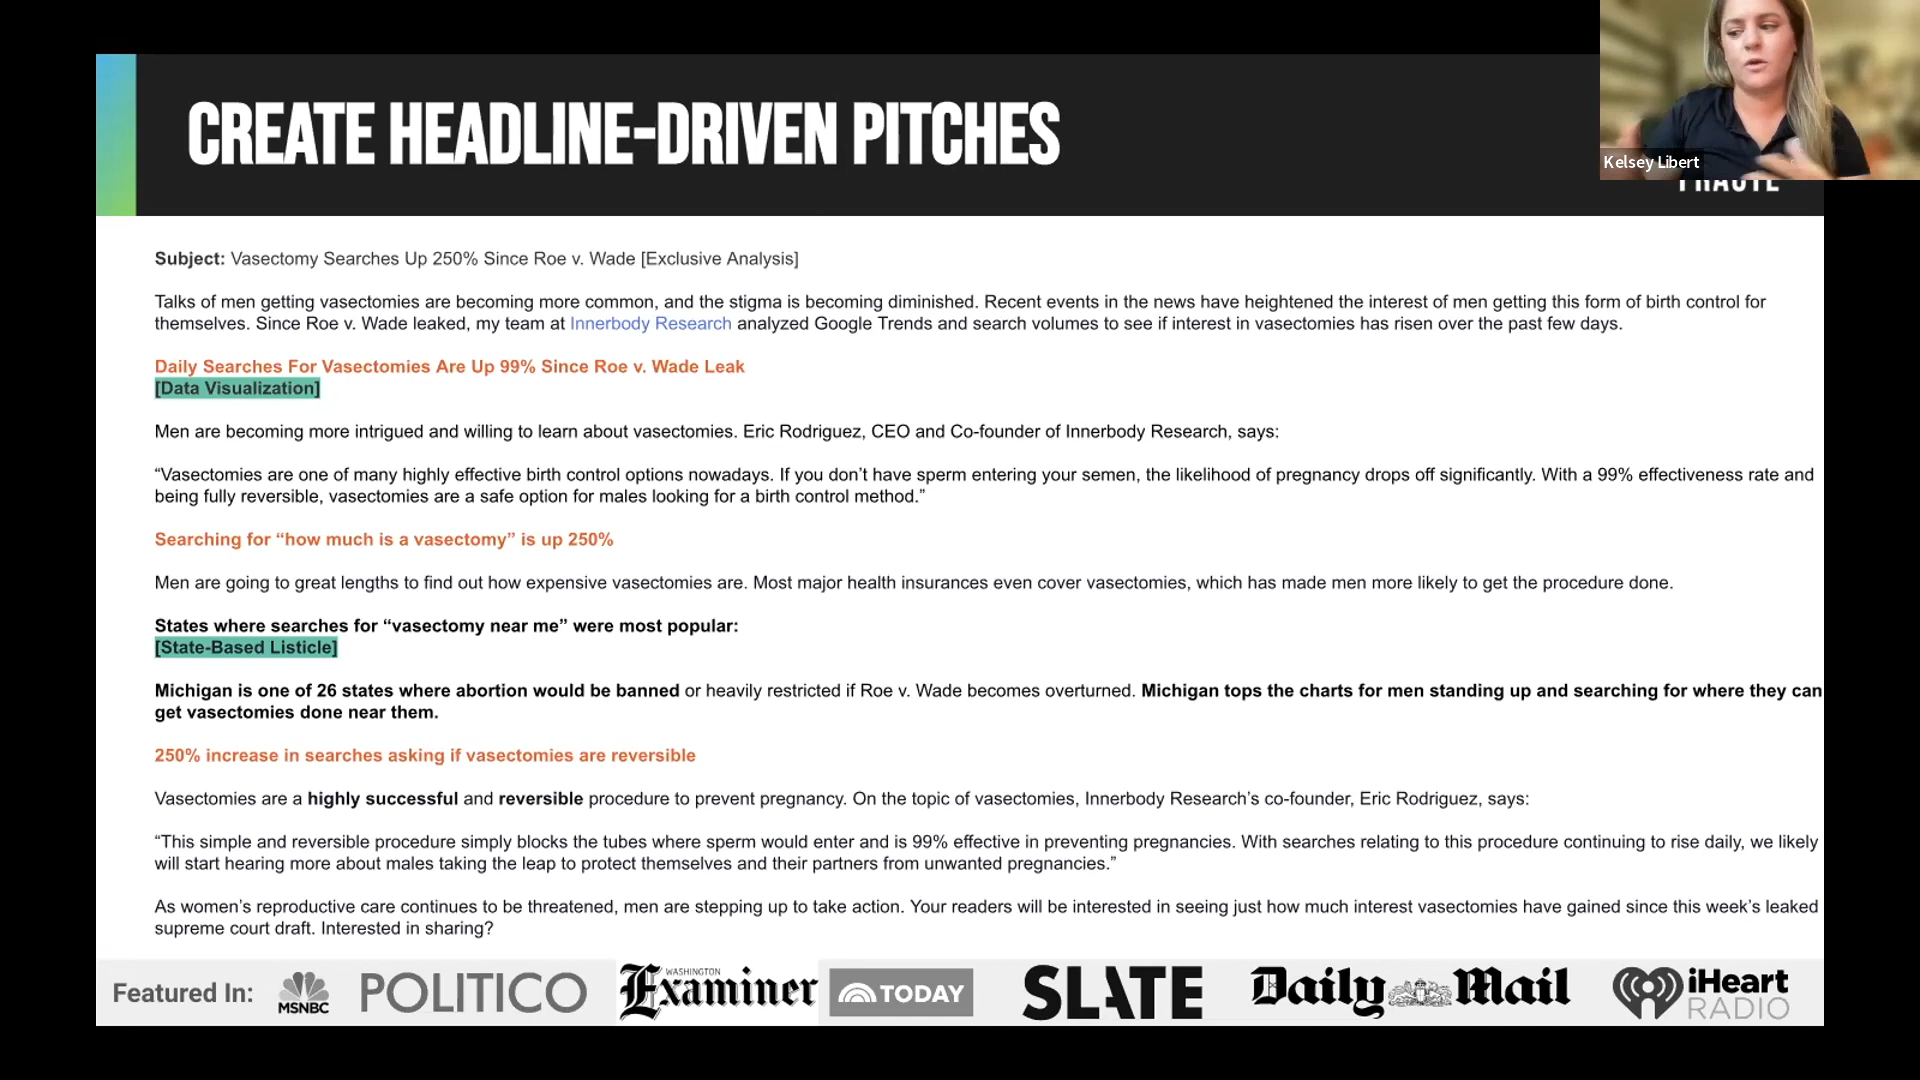 CREATE HEADLINE-DRIVEN PITCHES
Kelsey Libert
Subject: Vasectomy Searches Up 250% Since Roe v. Wade [Exclusive Analysis]
Talks of men getting vasectomies are becoming more common, and the stigma is becoming diminished. Recent events in the news have heightened the interest of men getting this form of birth control for
themselves. Since Roe v. Wade leaked, my team at Innerbody Research analyzed Google Trends and search volumes to see if interest in vasectomies has risen over the past few days.
Daily Searches For Vasectomies Are Up 99% Since Roe v. Wade Leak
[Data Visualization]
Men are becoming more intrigued and willing to learn about vasectomies. Eric Rodriguez, CEO and Co-founder of Innerbody Research, says:
“Vasectomies are one of many highly effective birth control options nowadays. If you don’t have sperm entering your semen, the likelihood of pregnancy drops off significantly. With a 99% effectiveness rate and
being fully reversible, vasectomies are a safe option for males looking for a birth control method.”
Searching for “how much is a vasectomy” is up 250%
Men are going to great lengths to find out how expensive vasectomies are. Most major health insurances even cover vasectomies, which has made men more likely to get the procedure done.
States where searches for “vasectomy near me” were most popular:
[State-Based Listicle]
Michigan is one of 26 states where abortion would be banned or heavily restricted if Roe v. Wade becomes overturned. Michigan tops the charts for men standing up and searching for where they can
get vasectomies done near them.
250% increase in searches asking if vasectomies are reversible
Vasectomies are a highly successful and reversible procedure to prevent pregnancy. On the topic of vasectomies, Innerbody Research’s co-founder, Eric Rodriguez, says:
“This simple and reversible procedure simply blocks the tubes where sperm would enter and is 99% effective in preventing pregnancies. With searches relating to this procedure continuing to rise daily, we likely
will start hearing more about males taking the leap to protect themselves and their partners from unwanted pregnancies.”
As women’s reproductive care continues to be threatened, men are stepping up to take action. Your readers will be interested in seeing just how much interest vasectomies have gained since this week’s leaked
supreme court draft. Interested in sharing?
Featured In: MSNBC POLITICO WASHINGTON Examiner TODAY SLATE Daily Mail iHeart RADIO